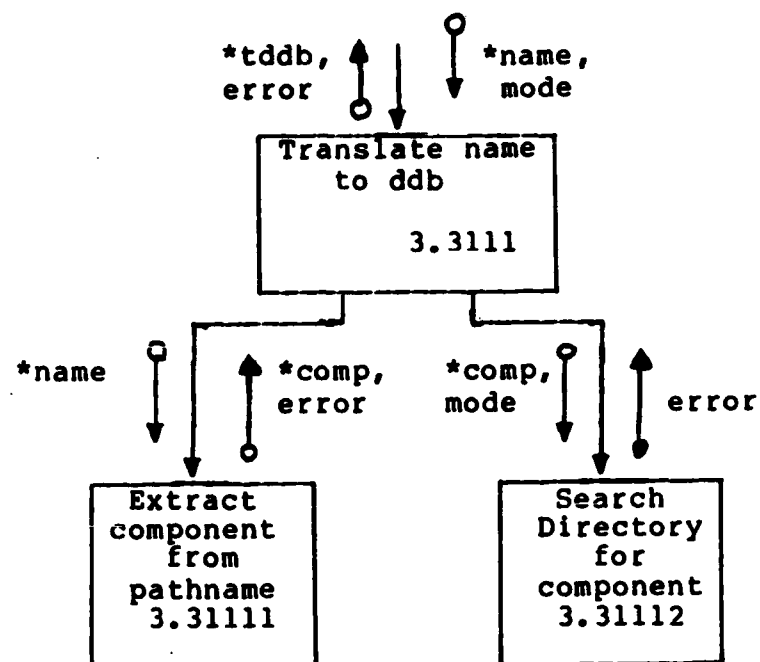 *tddb,
error
*name,
mode
Translate name
to ddb
3.3111
*name
*comp,
error
*comp,
mode
error
Extract
component
from
pathname
3.31111
Search
Directory
for
component
3.31112